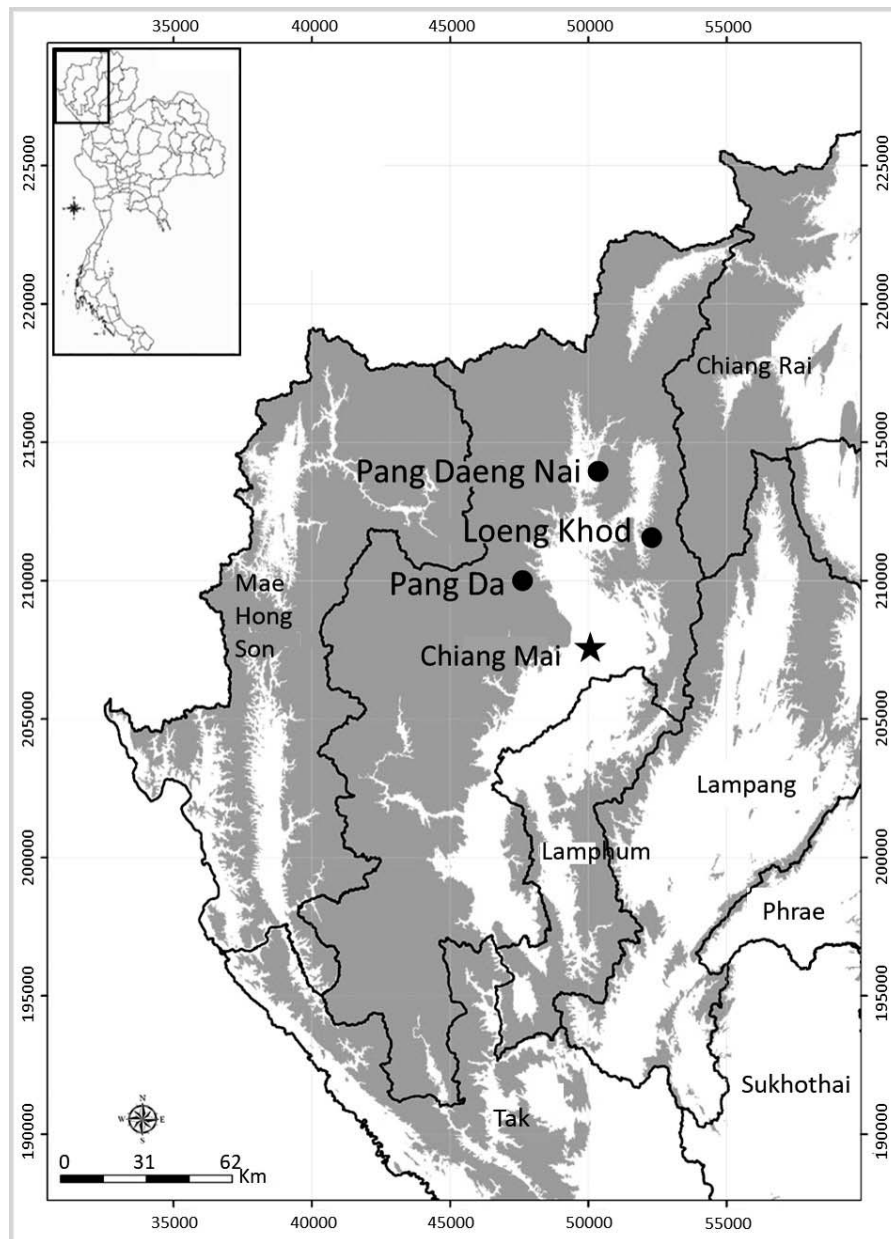 35000 40000 45000 50000 55000
225000 225000
220000 220000
Chiang Rai
215000 215000
Pang Daeng Nai
Loeng Khod
210000 210000
Pang Da
Mae
Hong
Son
Chiang Mai
205000 205000
Lampang
Lamphum
200000 200000
Phrae
195000 195000
Sukhothai
Tak
190000 190000
N
W E
S
0 31 62 Km
35000 40000 45000 50000 55000